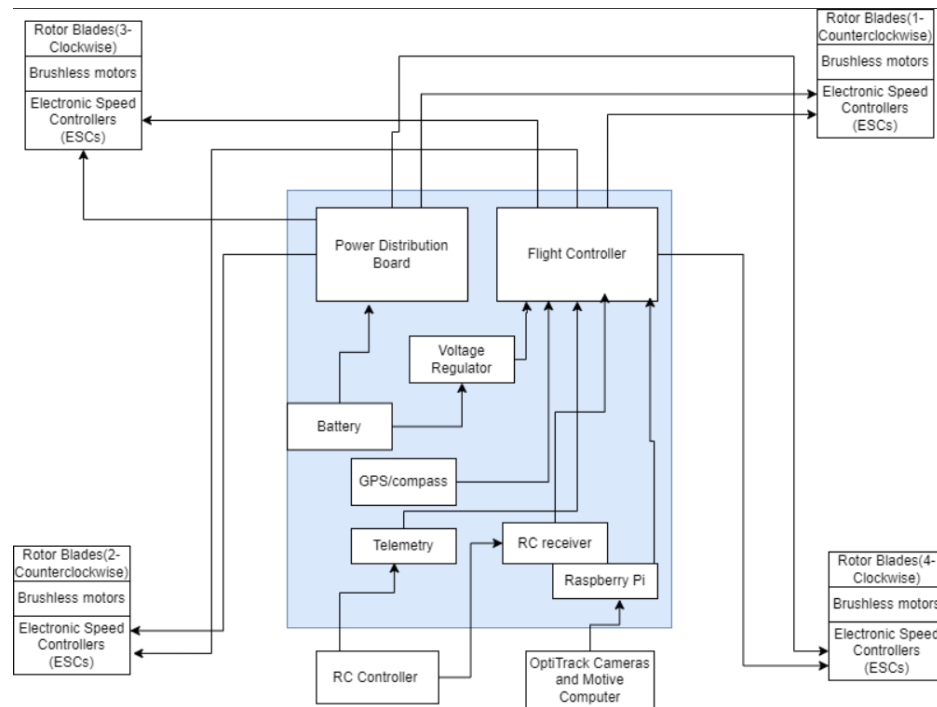 Rotor Blades(3-
Clockwise)
Brushless motors
Electronic Speed
Controllers
(ESCs)
Rotor Blades(1-
Counterclockwise)
Brushless motors
Electronic Speed
Controllers
(ESCs)
Power Distribution
Board
Flight Controller
Voltage
Regulator
Battery
GPS/compass
Telemetry
RC receiver
Raspberry Pi
Rotor Blades(2-
Counterclockwise)
Brushless motors
Electronic Speed
Controllers
(ESCs)
Rotor Blades(4-
Clockwise)
Brushless motors
Electronic Speed
Controllers
(ESCs)
RC Controller
OptiTrack Cameras
and Motive
Computer